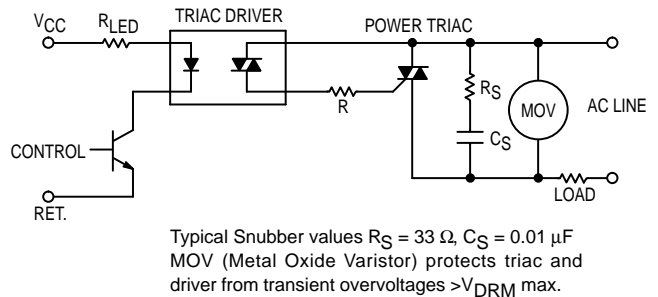 TRIAC DRIVER
POWER TRIAC
VCC
RLED
RS
MOV
AC LINE
R
CS
CONTROL
LOAD
RET.
Typical Snubber values RS = 33 Ω, CS = 0.01 µF
MOV (Metal Oxide Varistor) protects triac and
driver from transient overvoltages >VDRM max.